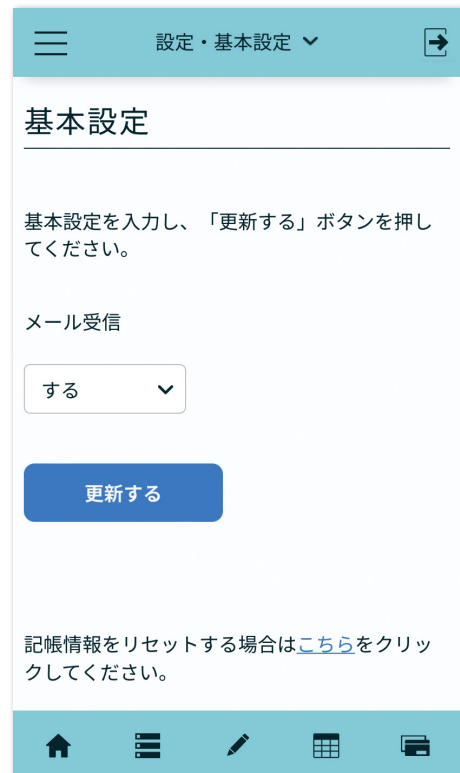 設定・基本設定
基本設定
基本設定を入力し、「更新する」ボタンを押し
てください。
メール受信
する
更新する
記帳情報をリセットする場合はこちらをクリッ
クしてください。